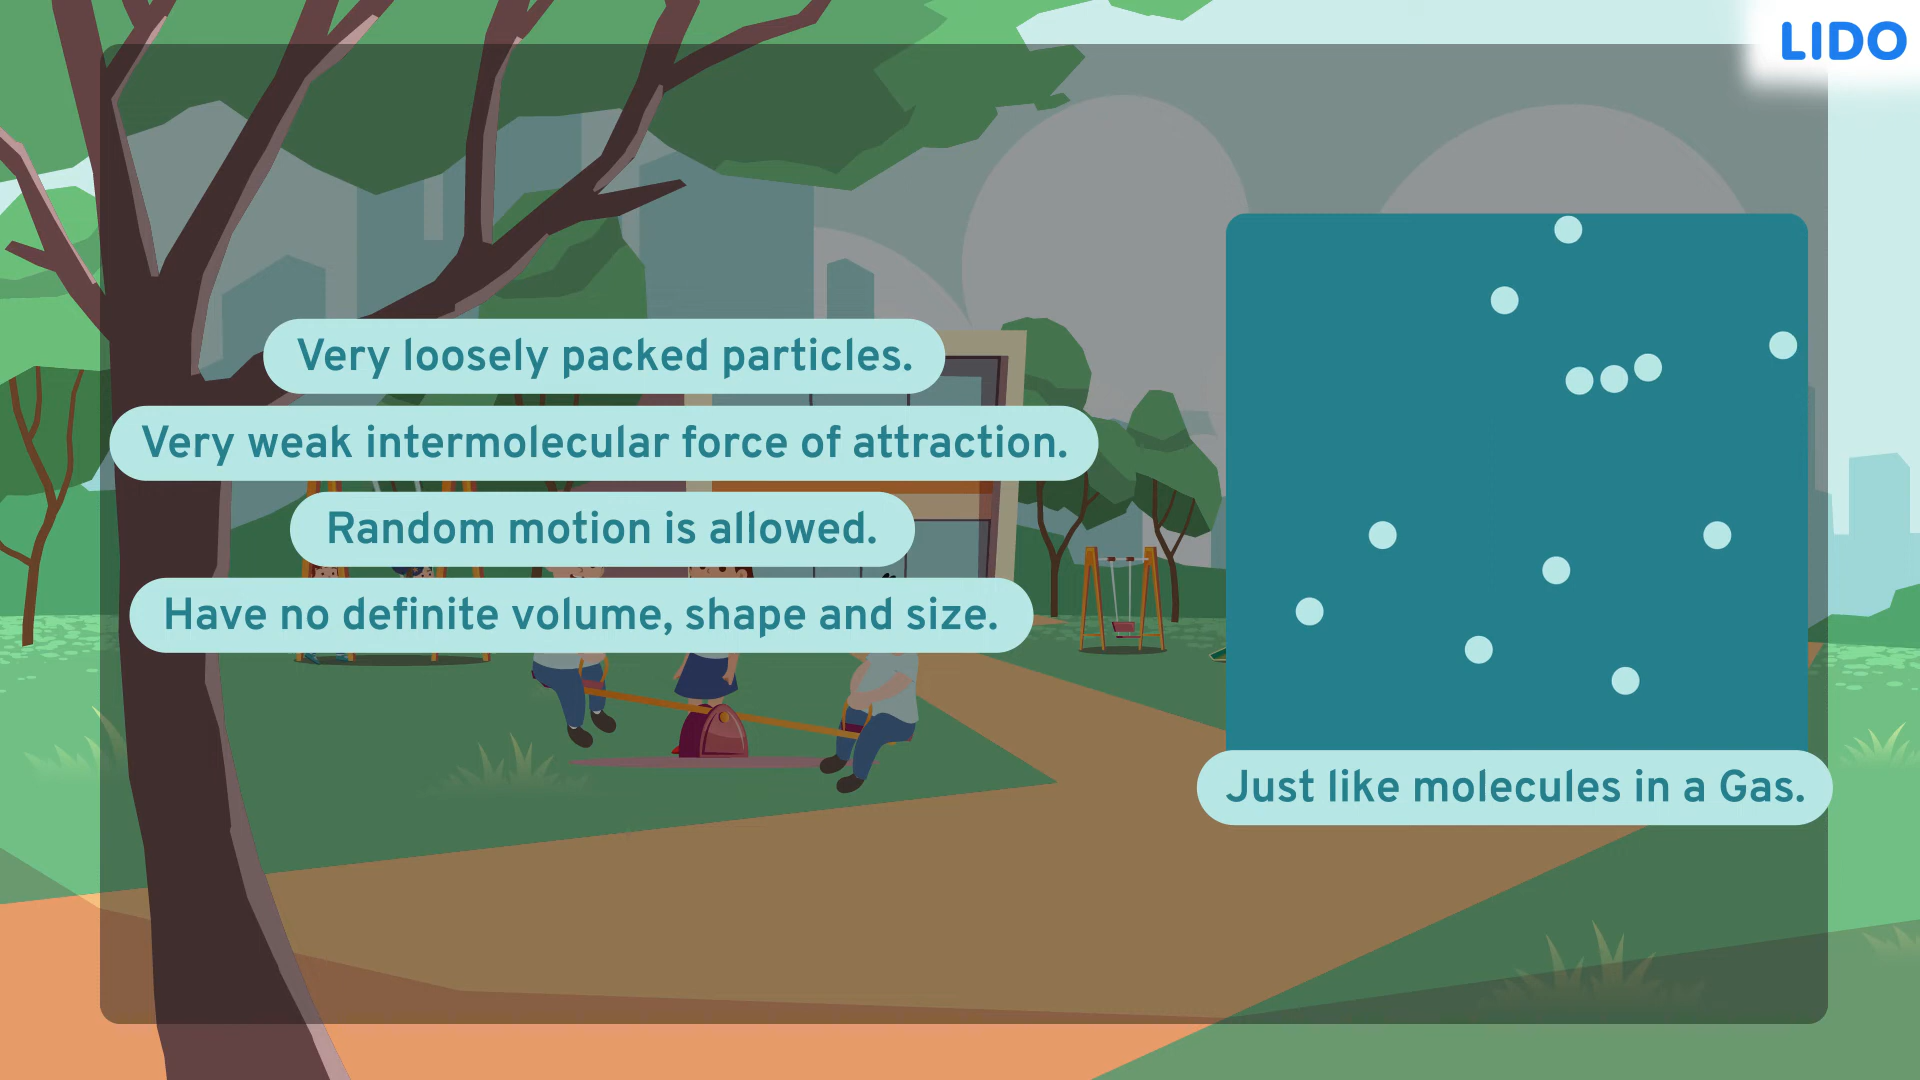 LIDO
Very loosely packed particles.
Very weak intermolecular force of attraction.
Random motion is allowed.
Have no definite volume, shape and size.
Just like molecules in a Gas.